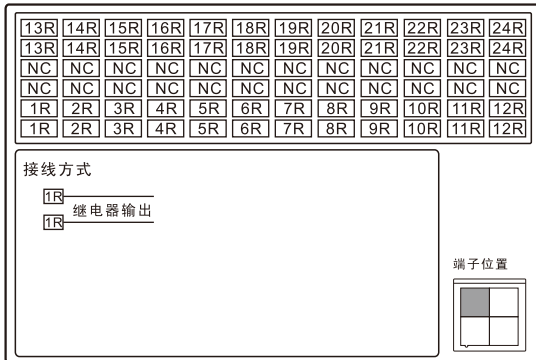 13R 14R 15R 16R 17R 18R 19R 20R 21R 22R 23R 24R
13R 14R 15R 16R 17R 18R 19R 20R 21R 22R 23R 24R
NC NC NC NC NC NC NC NC NC NC NC NC
NC NC NC NC NC NC NC NC NC NC NC NC
1R 2R 3R 4R 5R 6R 7R 8R 9R 10R 11R 12R
1R 2R 3R 4R 5R 6R 7R 8R 9R 10R 11R 12R
接线方式
1R
继电器输出
1R
端子位置